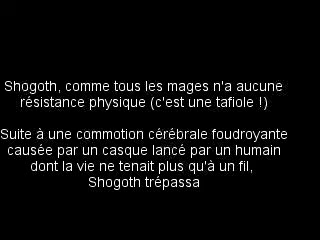 Shogoth, comme tous les mages n'a aucune
résistance physique (c'est une tafiole !)
Suite à une commotion cérébrale foudroyante
causée par un casque lancé par un humain
dont la vie ne tenait plus qu'à un fil,
Shogoth trépassa